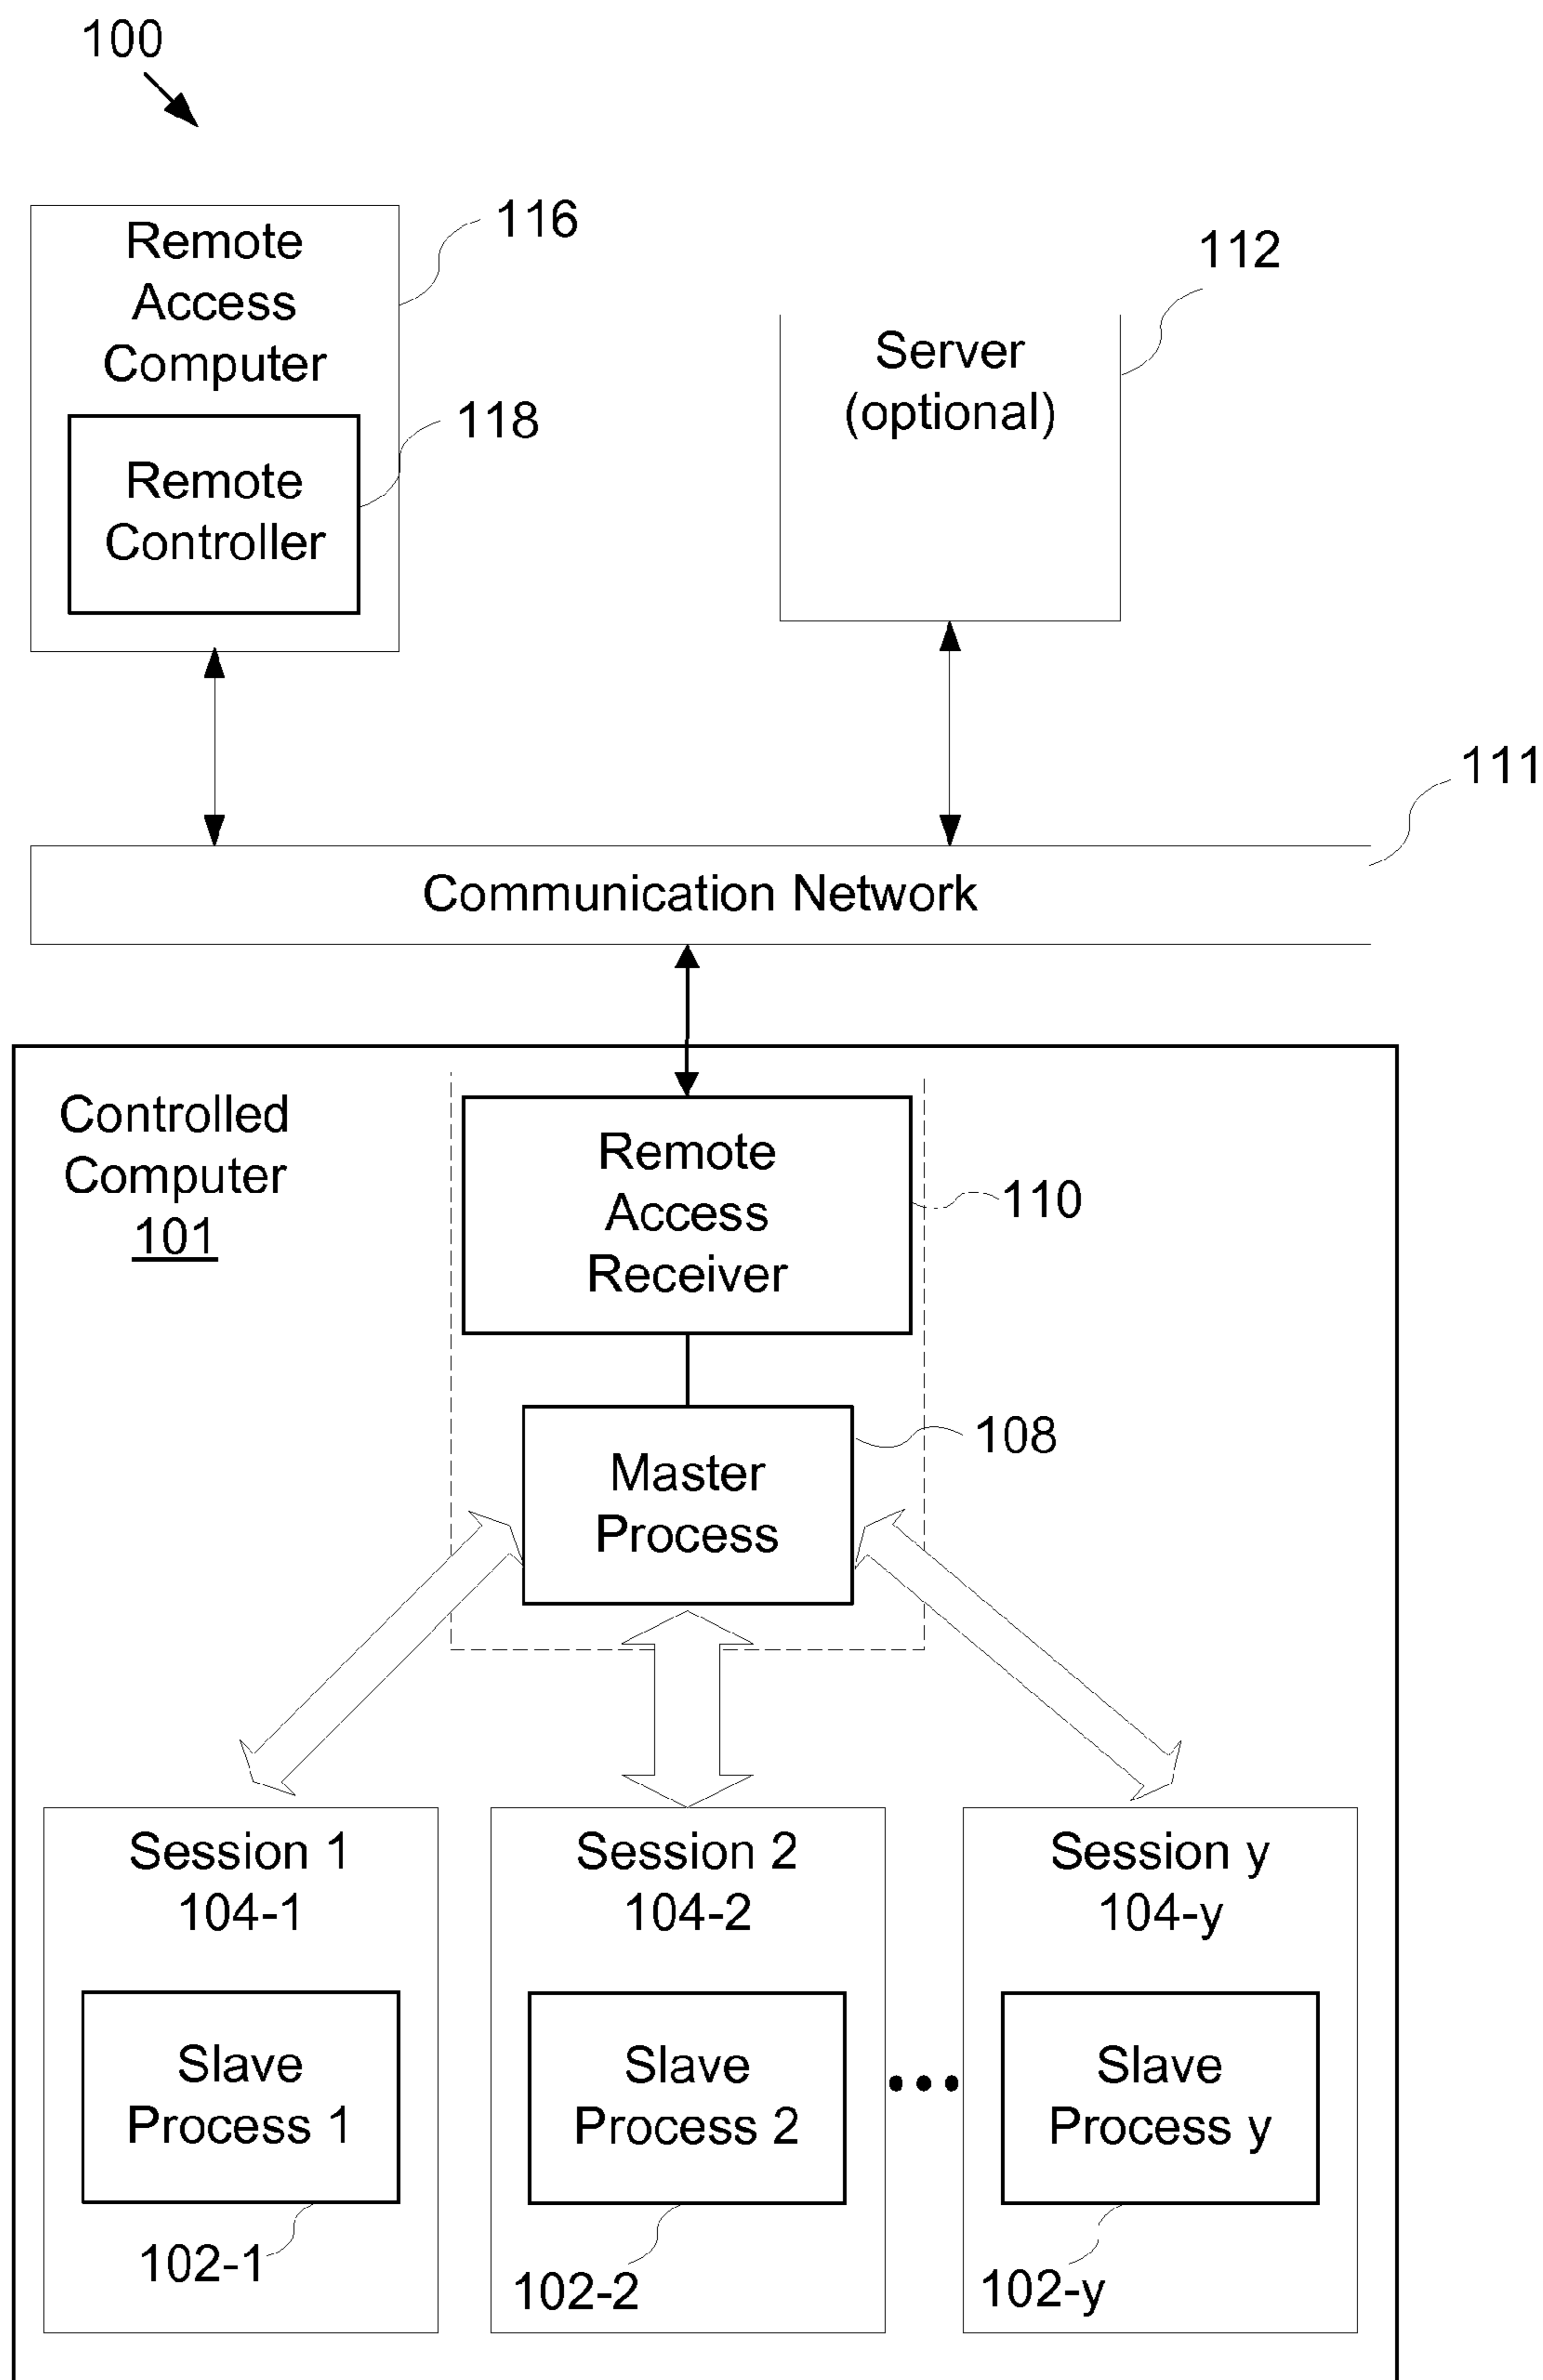 100
Remote
Access
Computer
116
Remote
Controller
118
Server
(optional)
112
111
Communication Network
Controlled
Computer
101
Remote
Access
Receiver
110
Master
Process
108
Session 1
104-1
Slave
Process 1
102-1
Session 2
104-2
Slave
Process 2
102-2
Session y
104-y
Slave
Process y
102-y